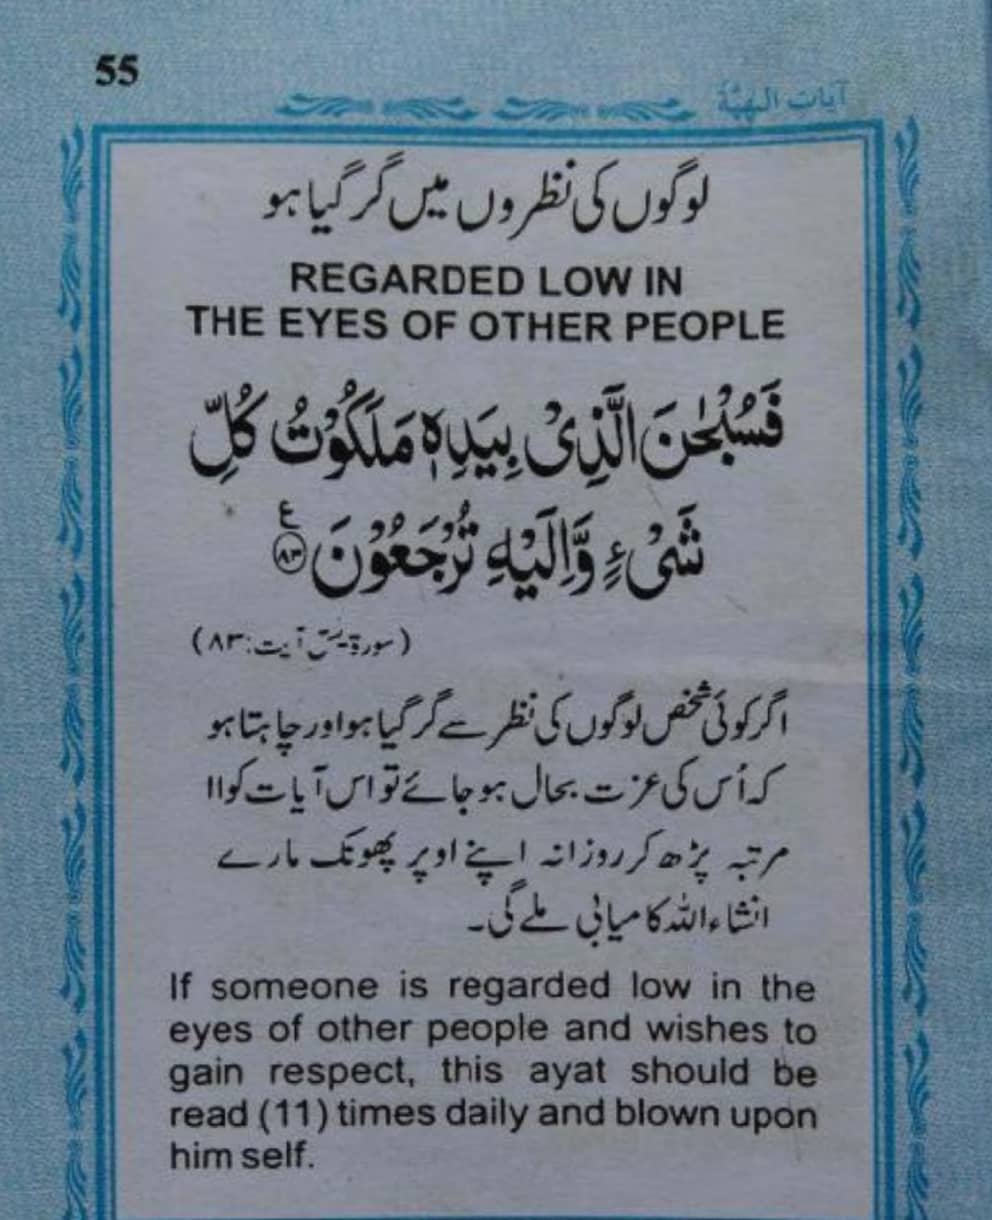 55
آیات الٰہیّہ
لوگوں کی نظروں میں گر گیا ہو
REGARDED LOW IN
THE EYES OF OTHER PEOPLE
فَسُبْحٰنَ الَّذِیْ بِیَدِهٖ مَلَكُوْتُ كُلِّ
شَیْءٍ وَّاِلَیْهِ تُرْجَعُوْنَ ﴿۸۳﴾ ع
(سورۃ یٰسٓ آیت: ۸۳)
اگر کوئی شخص لوگوں کی نظر سے گر گیا ہو اور چاہتا ہو
کہ اُس کی عزت بحال ہو جائے تو اس آیات کو ۱۱
مرتبہ پڑھ کر روزانہ اپنے اوپر پھونک مارے
انشاء اللہ کامیابی ملے گی۔
If someone is regarded low in the
eyes of other people and wishes to
gain respect, this ayat should be
read (11) times daily and blown upon
him self.